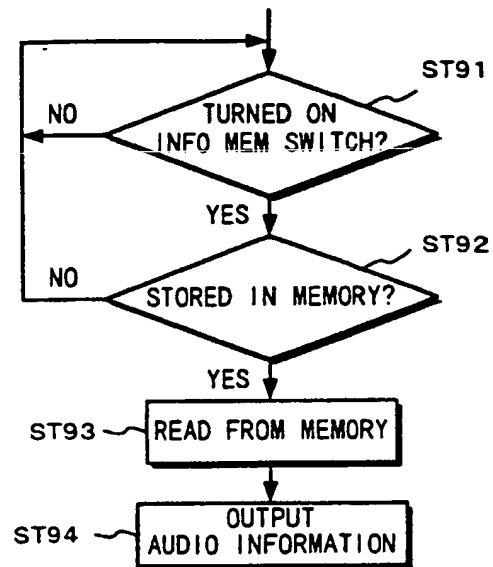 ST91
NO
TURNED ON
INFO MEM SWITCH?
YES
ST92
NO
STORED IN MEMORY?
YES
ST93
READ FROM MEMORY
ST94
OUTPUT
AUDIO INFORMATION